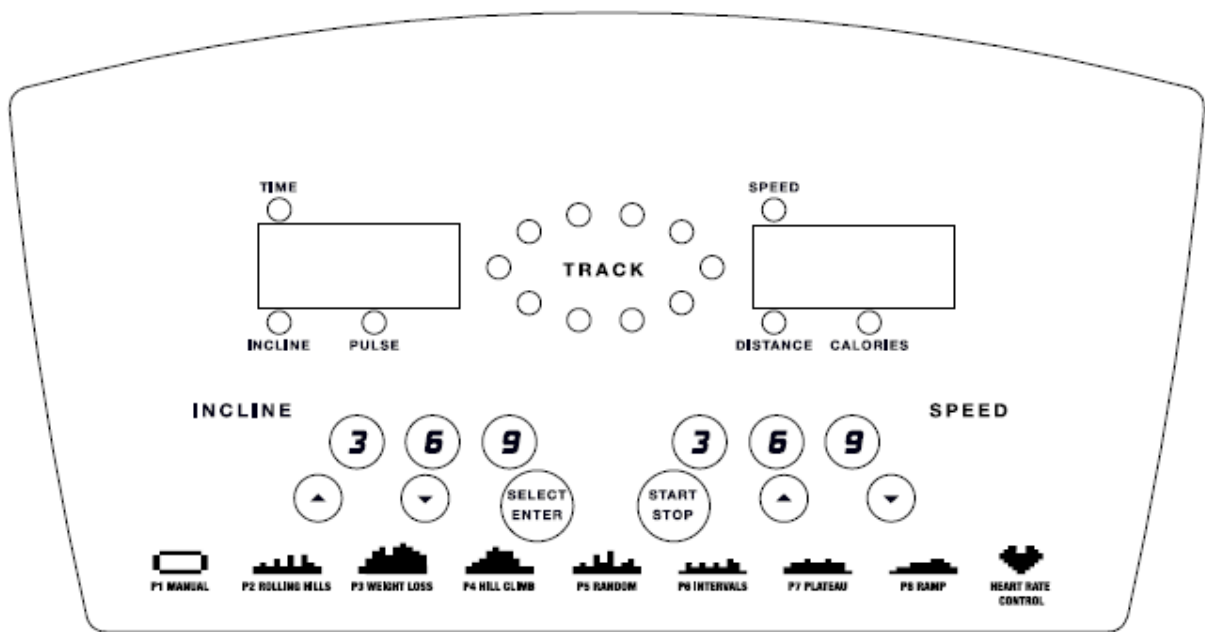 TIME
SPEED
TRACK
INCLINE PULSE
DISTANCE CALORIES
INCLINE
SPEED
3 6 9
3 6 9
SELECT
ENTER
START
STOP
P1 MANUAL
P2 ROLLING HILLS
P3 WEIGHT LOSS
P4 HILL CLIMB
P5 RANDOM
P6 INTERVALS
P7 PLATEAU
P8 RAMP
HEART RATE
CONTROL